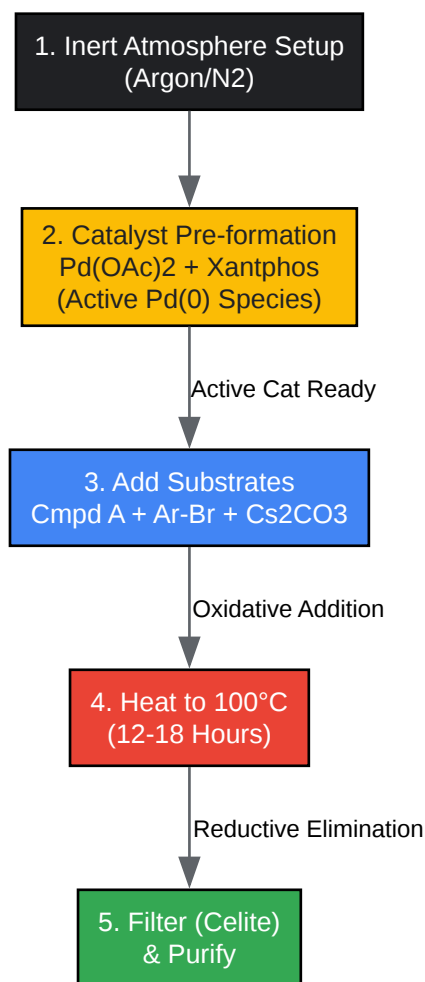 1. Inert Atmosphere Setup
(Argon/N2)
2. Catalyst Pre-formation
Pd(OAc)2 + Xantphos
(Active Pd(0) Species)
Active Cat Ready
3. Add Substrates
Cmpd A + Ar-Br + Cs2CO3
Oxidative Addition
4. Heat to 100°C
(12-18 Hours)
Reductive Elimination
5. Filter (Celite)
& Purify